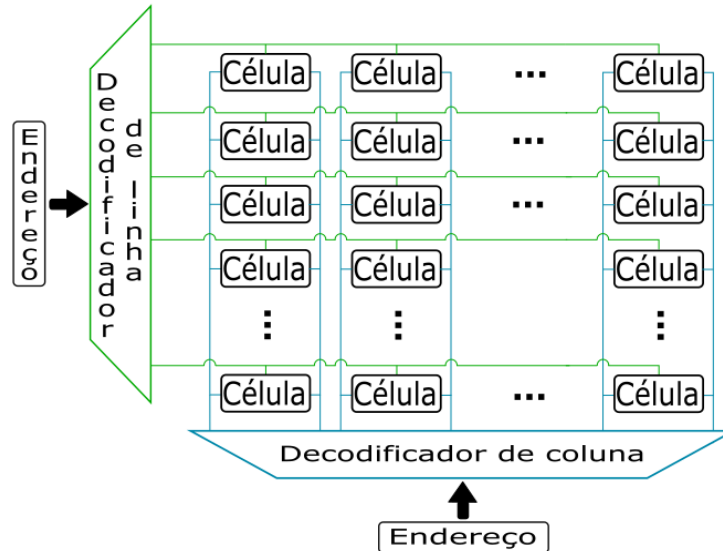 Endereço
Decodificador
de linha
Célula Célula ... Célula
Célula Célula ... Célula
Célula Célula ... Célula
Célula Célula Célula
Célula Célula ... Célula
Decodificador de coluna
Endereço